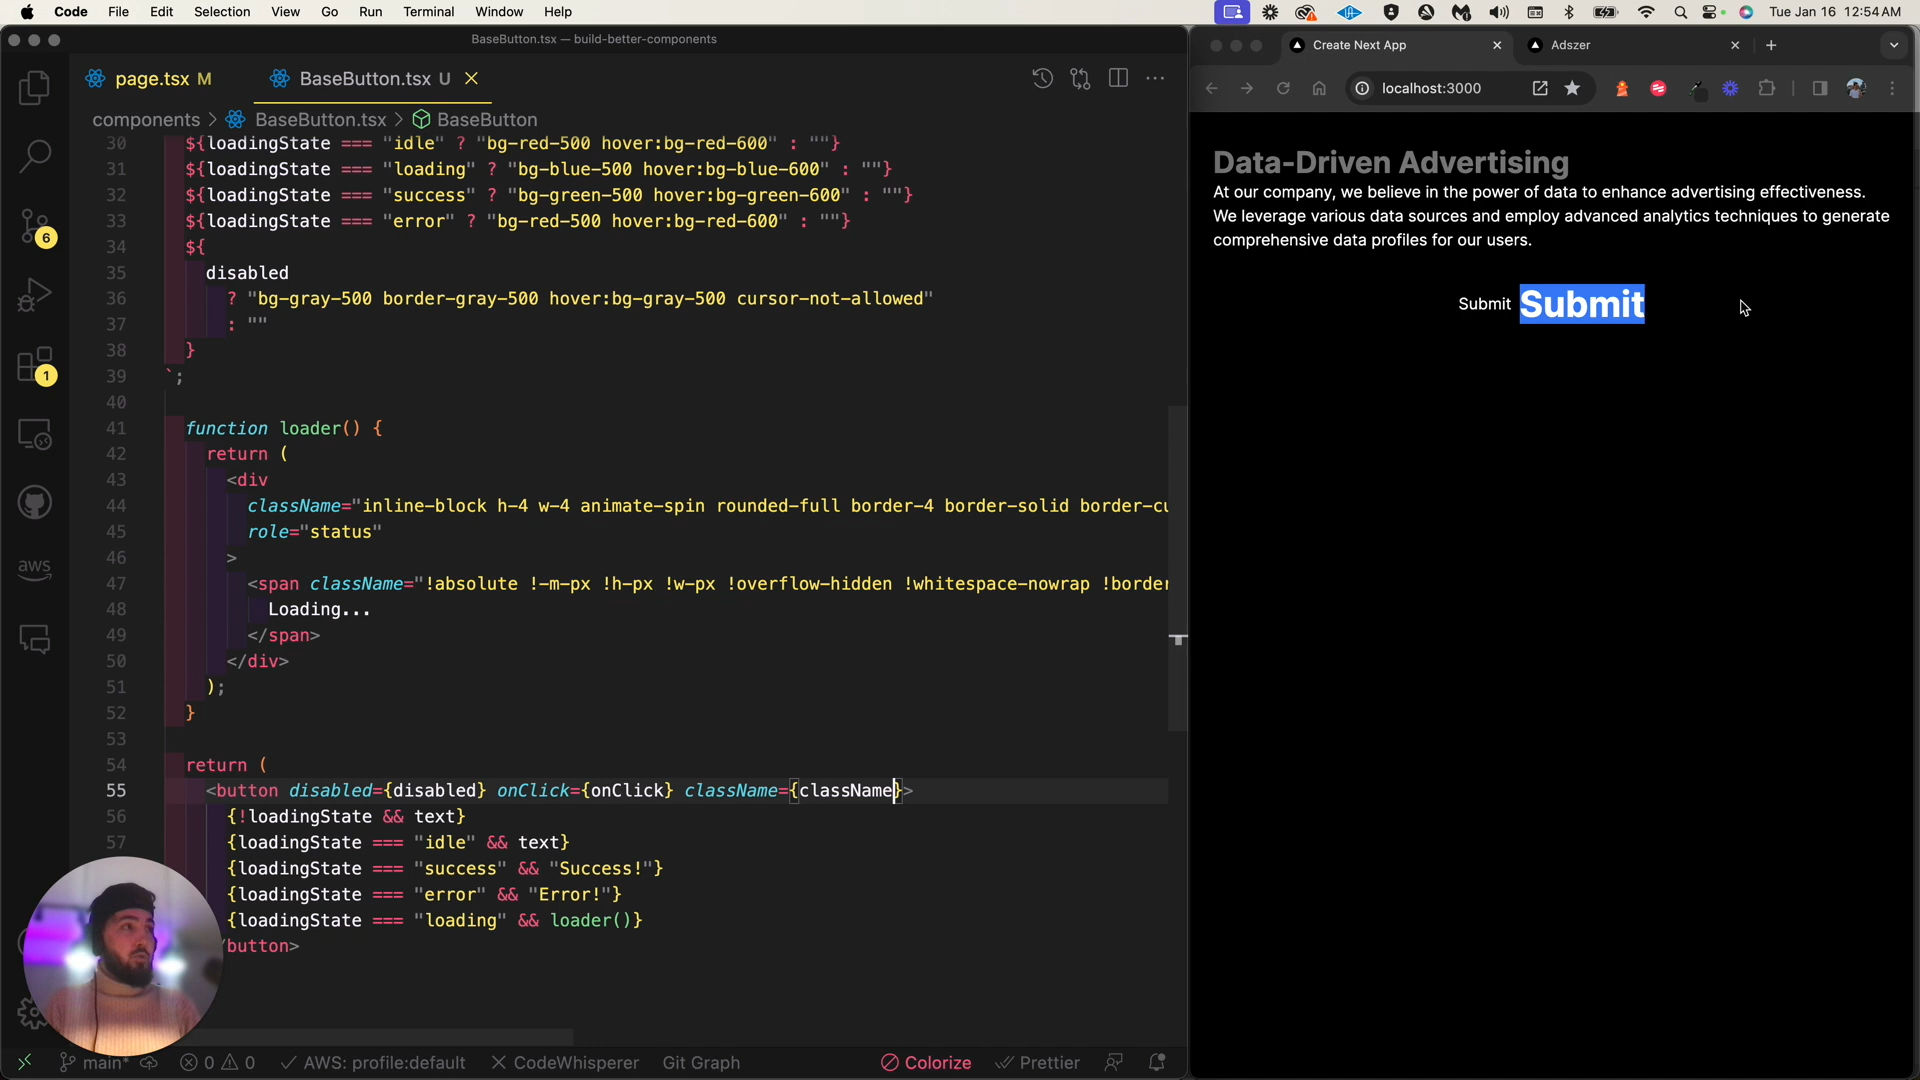 Code File Edit Selection View Go Run Terminal Window Help
Tue Jan 16 12:54 AM
BaseButton.tsx — build-better-components
page.tsx M
BaseButton.tsx U
components > BaseButton.tsx > BaseButton
30 ${loadingState === "idle" ? "bg-red-500 hover:bg-red-600" : ""}
31 ${loadingState === "loading" ? "bg-blue-500 hover:bg-blue-600" : ""}
32 ${loadingState === "success" ? "bg-green-500 hover:bg-green-600" : ""}
33 ${loadingState === "error" ? "bg-red-500 hover:bg-red-600" : ""}
34 ${
35 disabled
36 ? "bg-gray-500 border-gray-500 hover:bg-gray-500 cursor-not-allowed"
37 : ""
38 }
39 `;
40
41 function loader() {
42 return (
43 <div
44 className="inline-block h-4 w-4 animate-spin rounded-full border-4 border-solid border-cu
45 role="status"
46 >
47 <span className="!absolute !-m-px !h-px !w-px !overflow-hidden !whitespace-nowrap !border
48 Loading...
49 </span>
50 </div>
51 );
52 }
53
54 return (
55 <button disabled={disabled} onClick={onClick} className={className}>
56 {!loadingState && text}
57 {loadingState === "idle" && text}
{loadingState === "success" && "Success!"}
{loadingState === "error" && "Error!"}
{loadingState === "loading" && loader()}
/button>
6
1
aws
main* 0 0 AWS: profile:default CodeWhisperer Git Graph Colorize Prettier
Create Next App
Adszer
localhost:3000
Data-Driven Advertising
At our company, we believe in the power of data to enhance advertising effectiveness.
We leverage various data sources and employ advanced analytics techniques to generate
comprehensive data profiles for our users.
Submit Submit